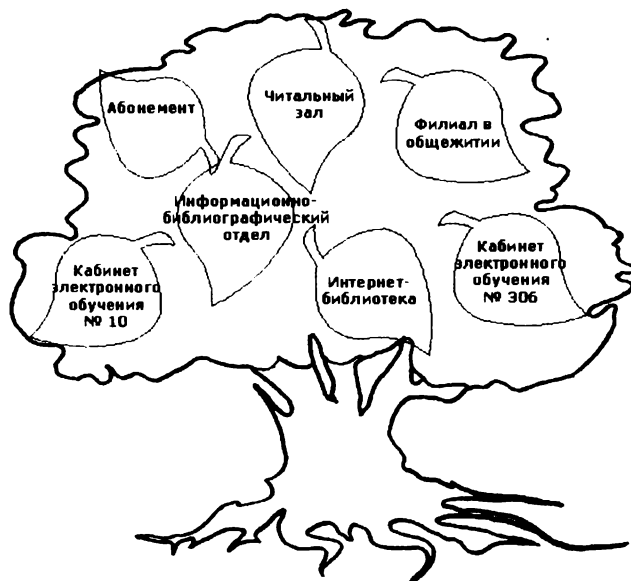 Абонемент
Читальный
зал
Филиал в
общежитии
Информационно-
библиографический
отдел
Кабинет
электронного
обучения
№ 10
Интернет-
библиотека
Кабинет
электронного
обучения
№ 306